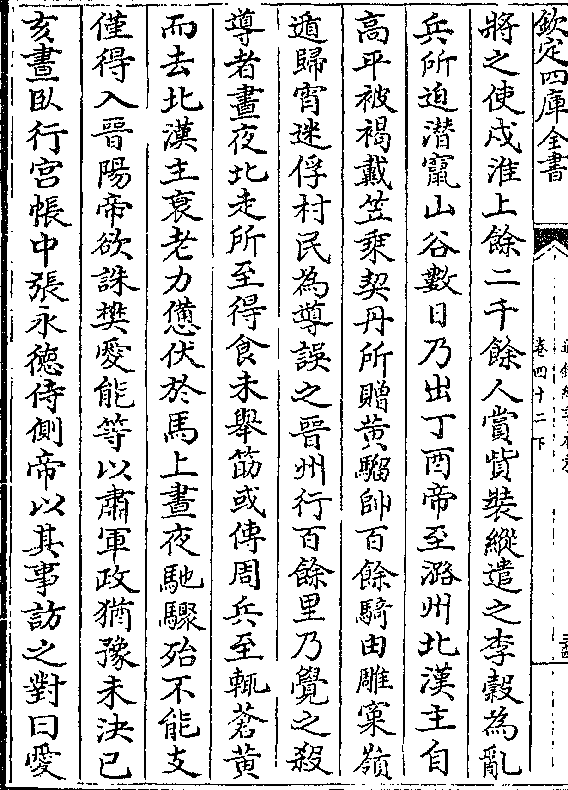 欽定四庫全書
卷四十二下
將之使戍淮上餘二千餘人賞貲裝縱遣之李穀為亂
兵所迫潜竄山谷數日乃出丁酉帝至潞州北漢主自
高平被褐戴笠乗契丹所贈黄騮帥百餘騎由雕窠嶺
遁歸宵迷俘村民為導誤之晉州行百餘里乃覺之殺
導者晝夜北走所至得食未舉筯或傳周兵至輒蒼黄
而去北漢主衰老力憊伏於馬上晝夜馳驟殆不能支
僅得入晉陽帝欲誅樊愛能等以肅軍政猶豫未決己
亥晝臥行宫帳中張永德侍側帝以其事訪之對曰愛